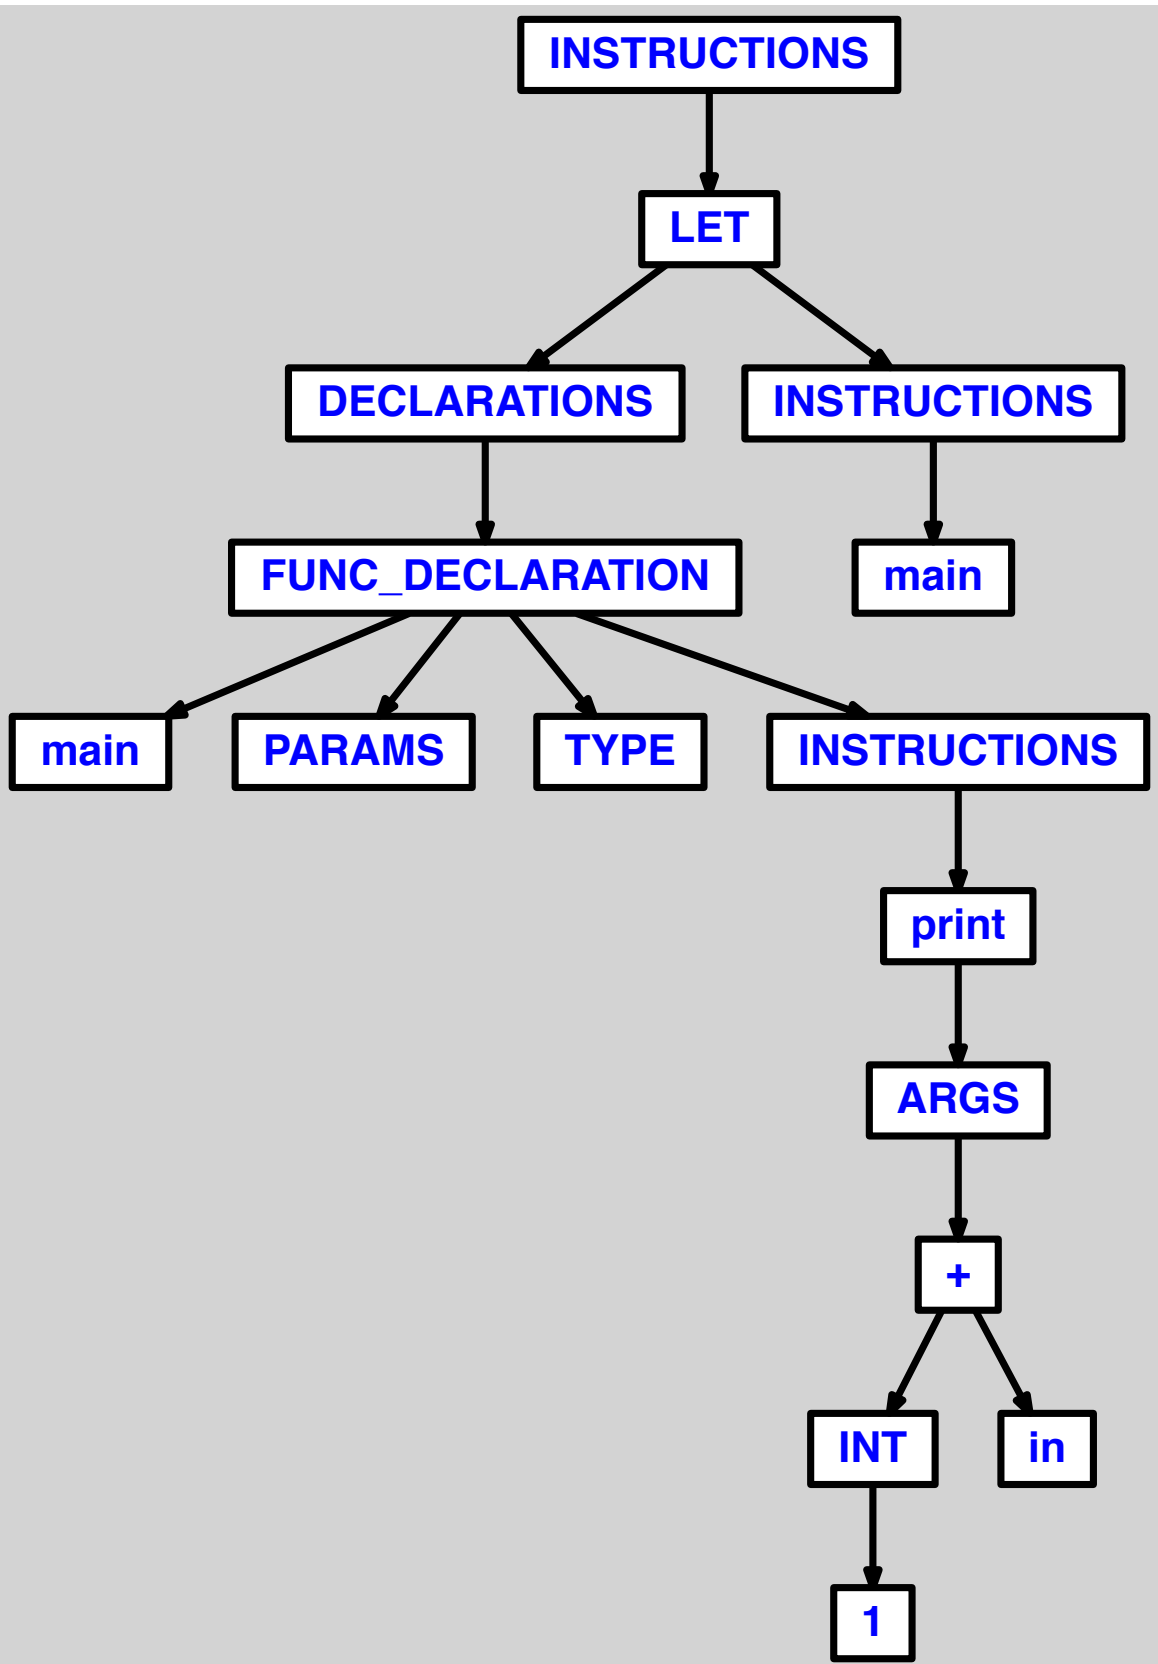 INSTRUCTIONS
LET
DECLARATIONS
INSTRUCTIONS
FUNC_DECLARATION
main
main
PARAMS
TYPE
INSTRUCTIONS
print
ARGS
+
INT
in
1